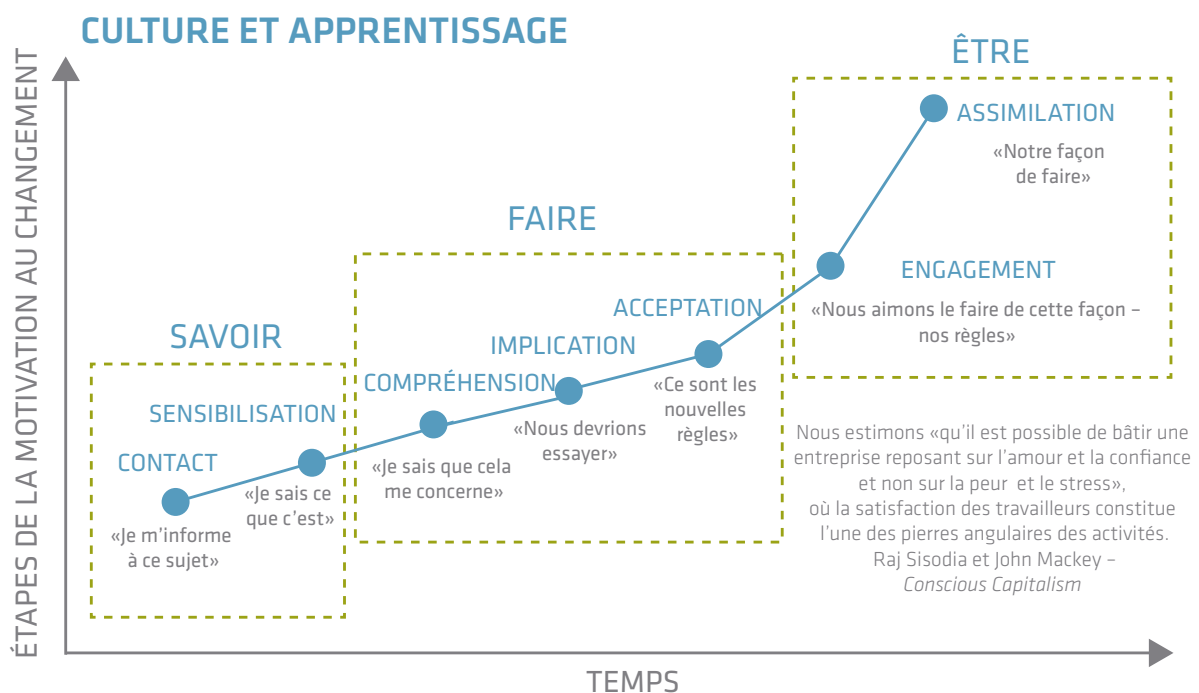 CULTURE ET APPRENTISSAGE
ÉTAPES DE LA MOTIVATION AU CHANGEMENT
SAVOIR
CONTACT
«Je m’informe
à ce sujet»
SENSIBILISATION
«Je sais ce
que c’est»
FAIRE
COMPRÉHENSION
«Je sais que cela
me concerne»
IMPLICATION
«Nous devrions
essayer»
ACCEPTATION
«Ce sont les
nouvelles
règles»
ÊTRE
ASSIMILATION
«Notre façon
de faire»
ENGAGEMENT
«Nous aimons le faire de cette façon –
nos règles»
Nous estimons «qu’il est possible de bâtir une
entreprise reposant sur l’amour et la confiance
et non sur la peur et le stress»,
où la satisfaction des travailleurs constitue
l’une des pierres angulaires des activités.
Raj Sisodia et John Mackey –
Conscious Capitalism
TEMPS